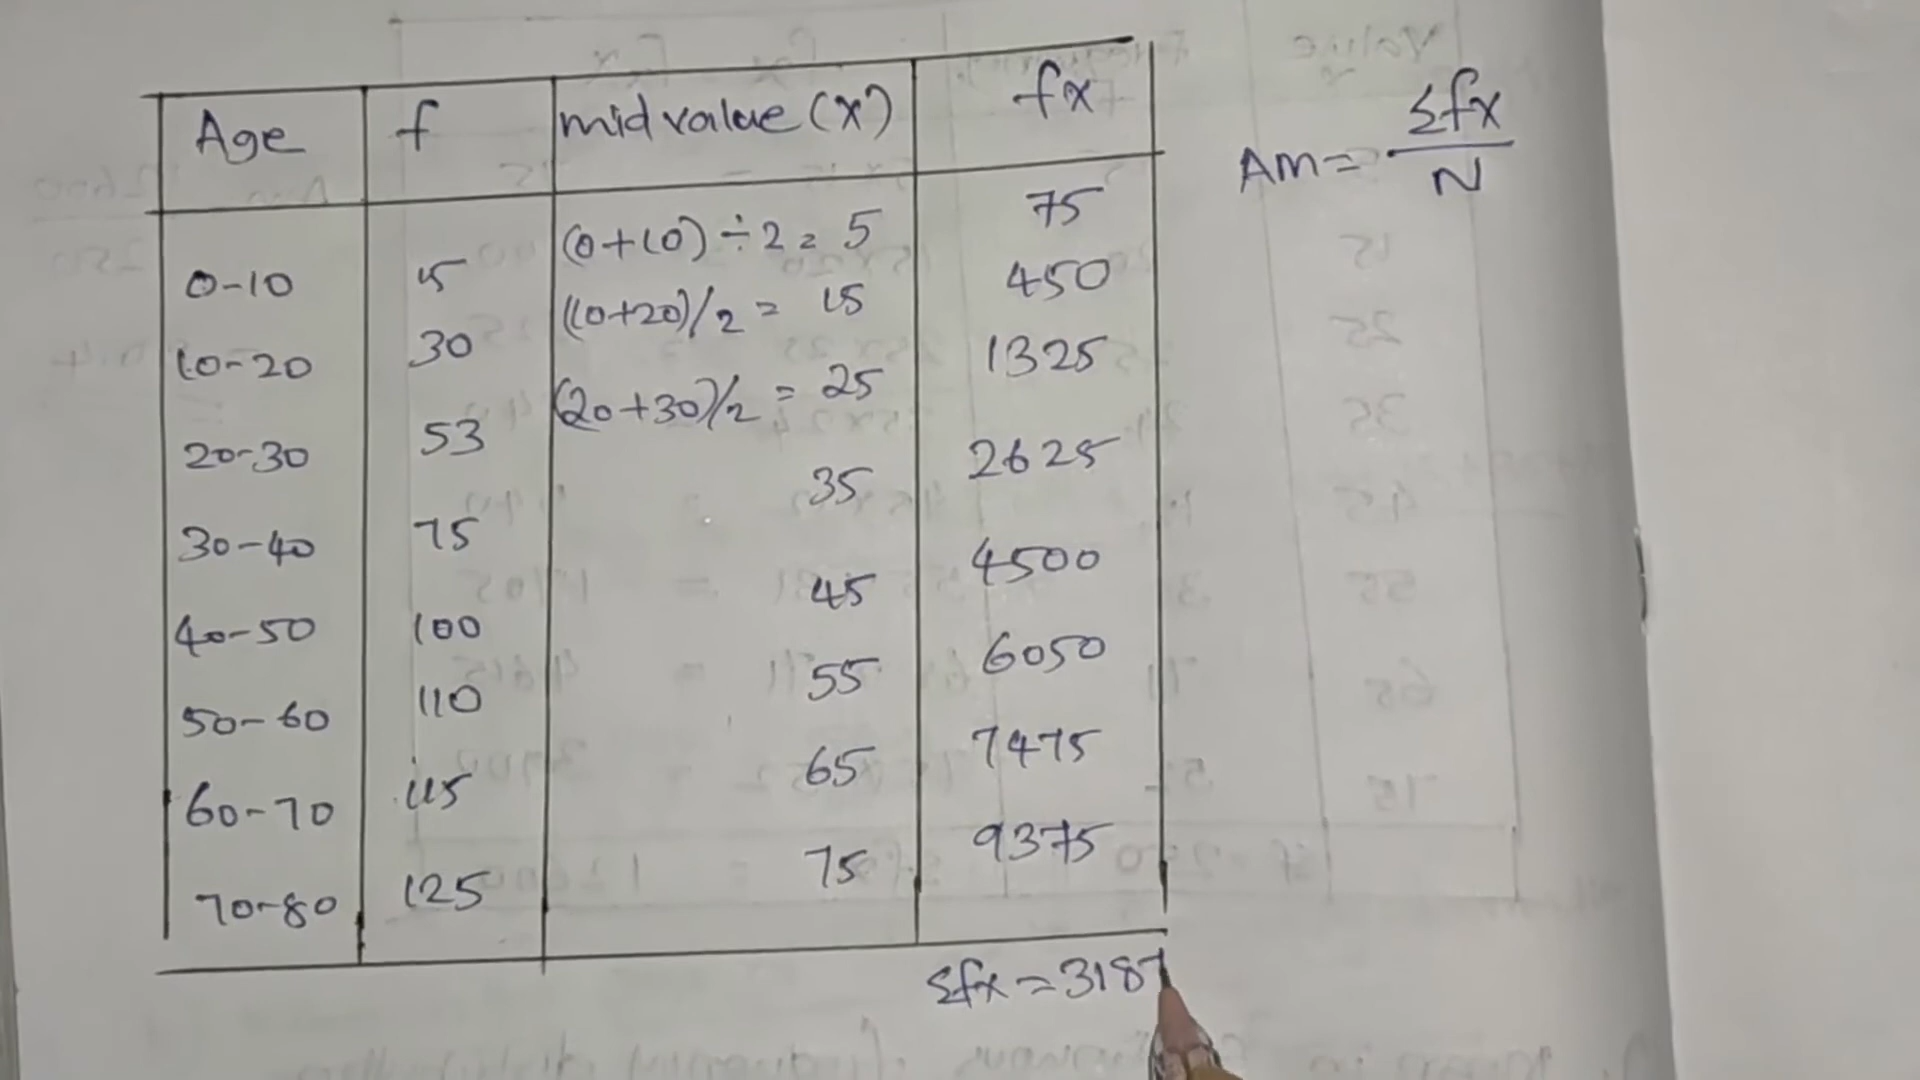 Age f mid value (x) fx
AM = Σfx / N
0-10 15 (0+10) ÷ 2 = 5 75
10-20 30 (10+20)/2 = 15 450
20-30 53 (20+30)/2 = 25 1325
30-40 75 35 2625
40-50 100 45 4500
50-60 110 55 6050
60-70 115 65 7475
70-80 125 75 9375
Σfx = 3187